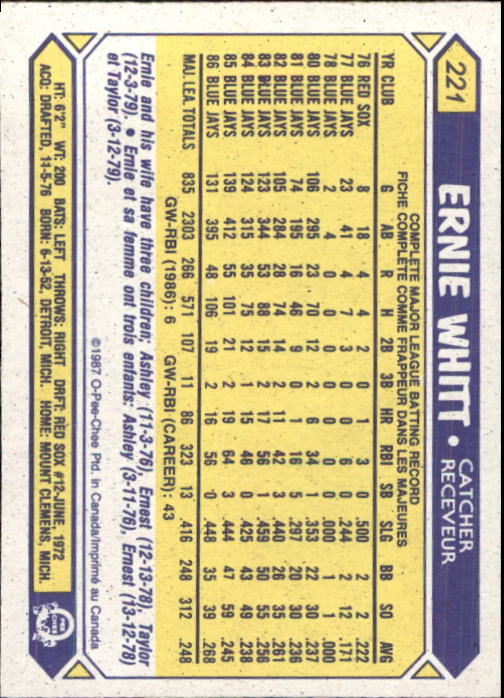 221
ERNIE WHITT • CATCHER
RECEVEUR
COMPLETE MAJOR LEAGUE BATTING RECORD
FICHE COMPLÈTE COMME FRAPPEUR DANS LES MAJEURES
YR CLUB G AB R H 2B 3B HR RBI SB SLG BB SO AVG
76 RED SOX 8 18 4 4 2 0 1 3 0 .500 2 2 .222
77 BLUE JAYS 23 41 4 7 3 0 0 6 0 .244 2 12 .171
78 BLUE JAYS 2 4 0 0 0 0 0 0 0 .000 1 1 .000
80 BLUE JAYS 106 295 23 70 12 2 6 34 1 .353 22 30 .237
81 BLUE JAYS 74 195 16 46 9 0 1 16 5 .297 20 30 .236
82 BLUE JAYS 105 284 28 74 14 2 11 42 3 .440 26 35 .261
83 BLUE JAYS 123 344 53 88 15 2 17 56 1 .459 50 55 .256
84 BLUE JAYS 124 315 35 75 12 1 15 46 0 .425 43 49 .238
85 BLUE JAYS 139 412 55 101 21 2 19 64 3 .444 47 59 .245
86 BLUE JAYS 131 395 48 106 19 2 16 56 0 .448 35 39 .268
MAJ. LEA. TOTALS 835 2303 266 571 107 11 86 323 13 .416 248 312 .248
GW-RBI (1986): 6 GW-RBI (CAREER): 43
Ernie and his wife have three children; Ashley (11-3-76), Ernest (12-13-78), Taylor
(12-3-79). • Ernie et sa femme ont trois enfants: Ashley (3-11-76), Ernest (13-12-78)
et Taylor (3-12-79).
©1987 O-Pee-Chee Ptd. in Canada/Imprimé au Canada
HT: 6'2" WT: 200 BATS: LEFT THROWS: RIGHT DRFT: RED SOX #12-JUNE, 1972
ACQ: DRAFTED, 11-5-76 BORN: 6-13-52, DETROIT, MICH. HOME: MOUNT CLEMENS, MICH.
O PEE CHEE